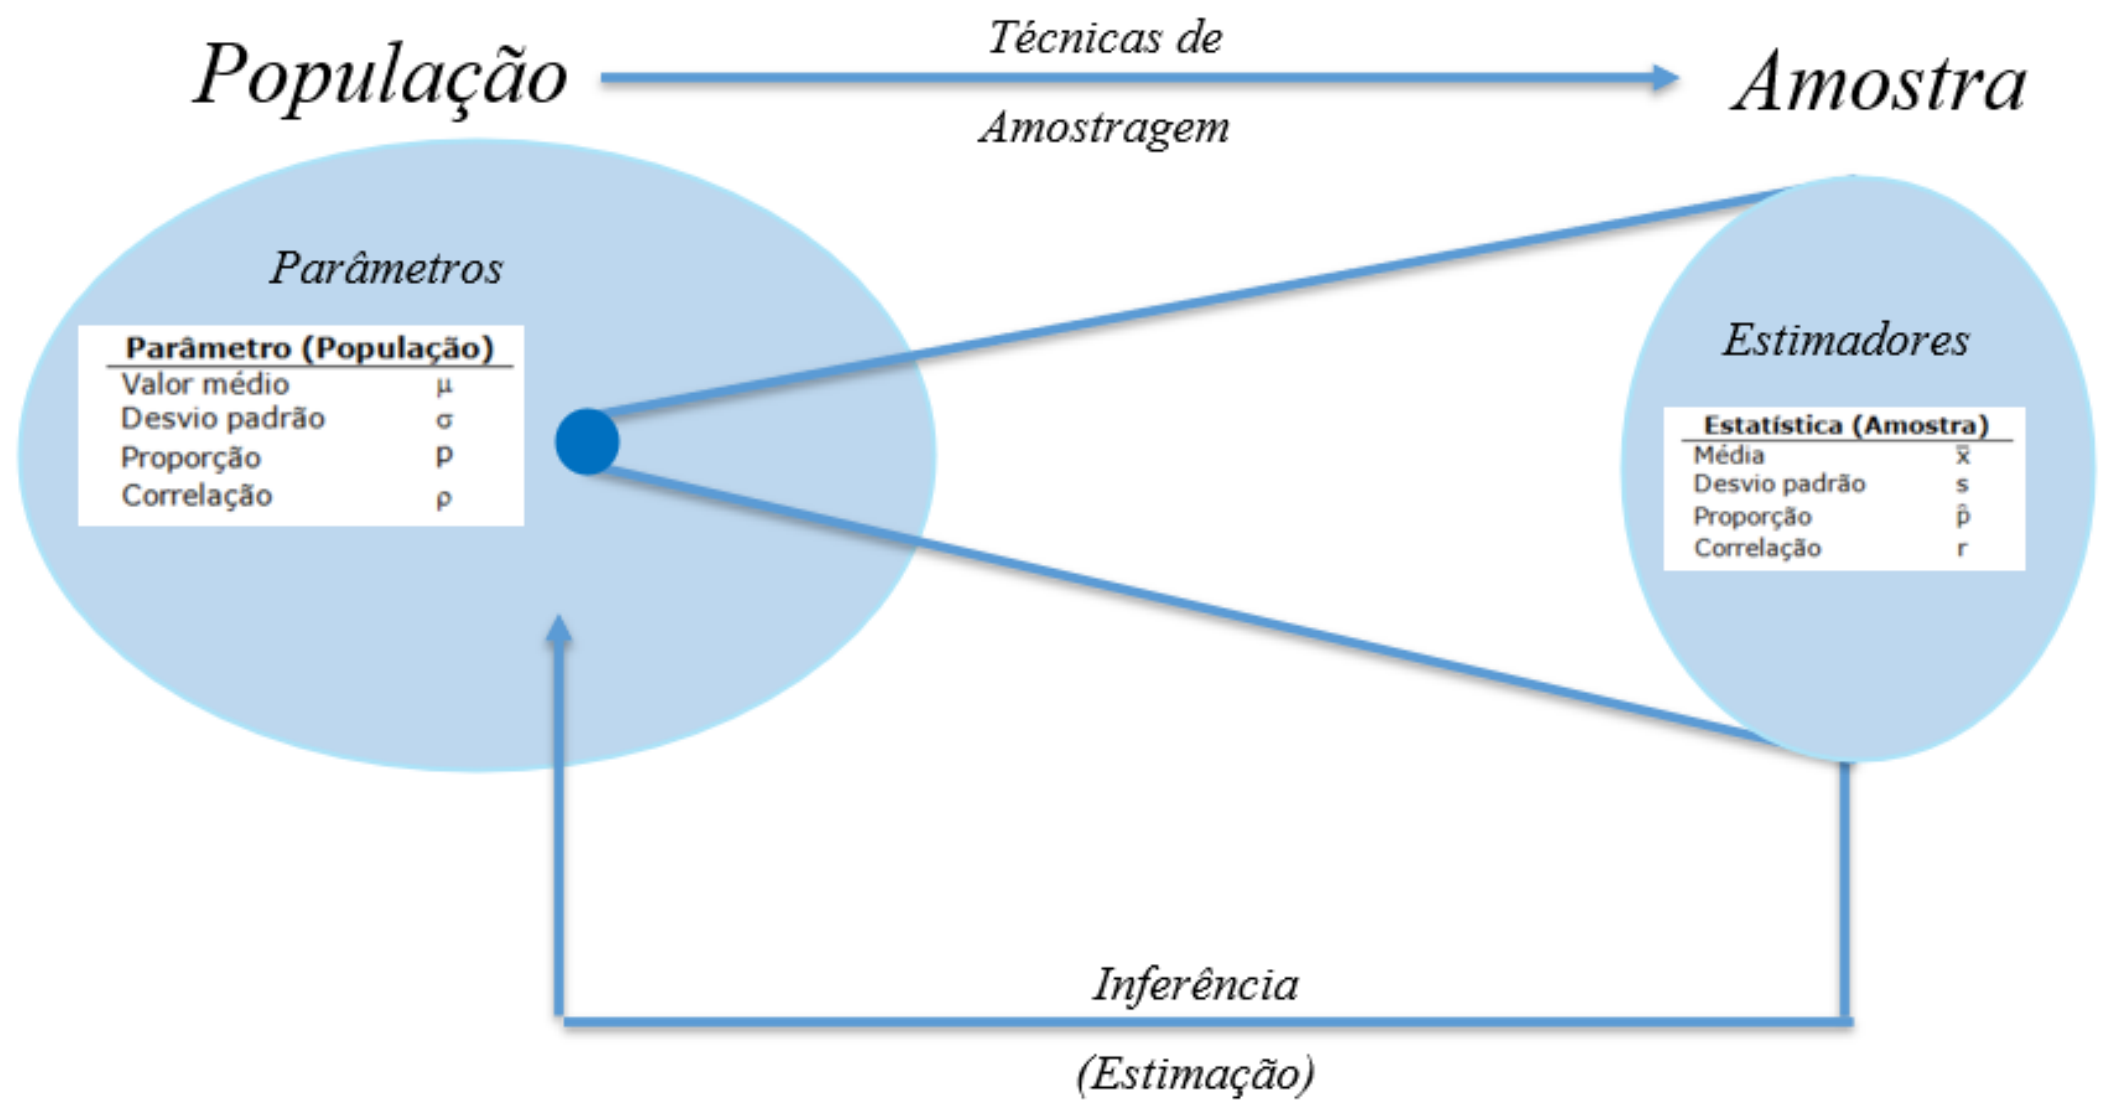 População
Técnicas de
Amostragem
Amostra
Parâmetros
Parâmetro (População)
Valor médio μ
Desvio padrão σ
Proporção p
Correlação ρ
Estimadores
Estatística (Amostra)
Média x̅
Desvio padrão s
Proporção p̂
Correlação r
Inferência
(Estimação)